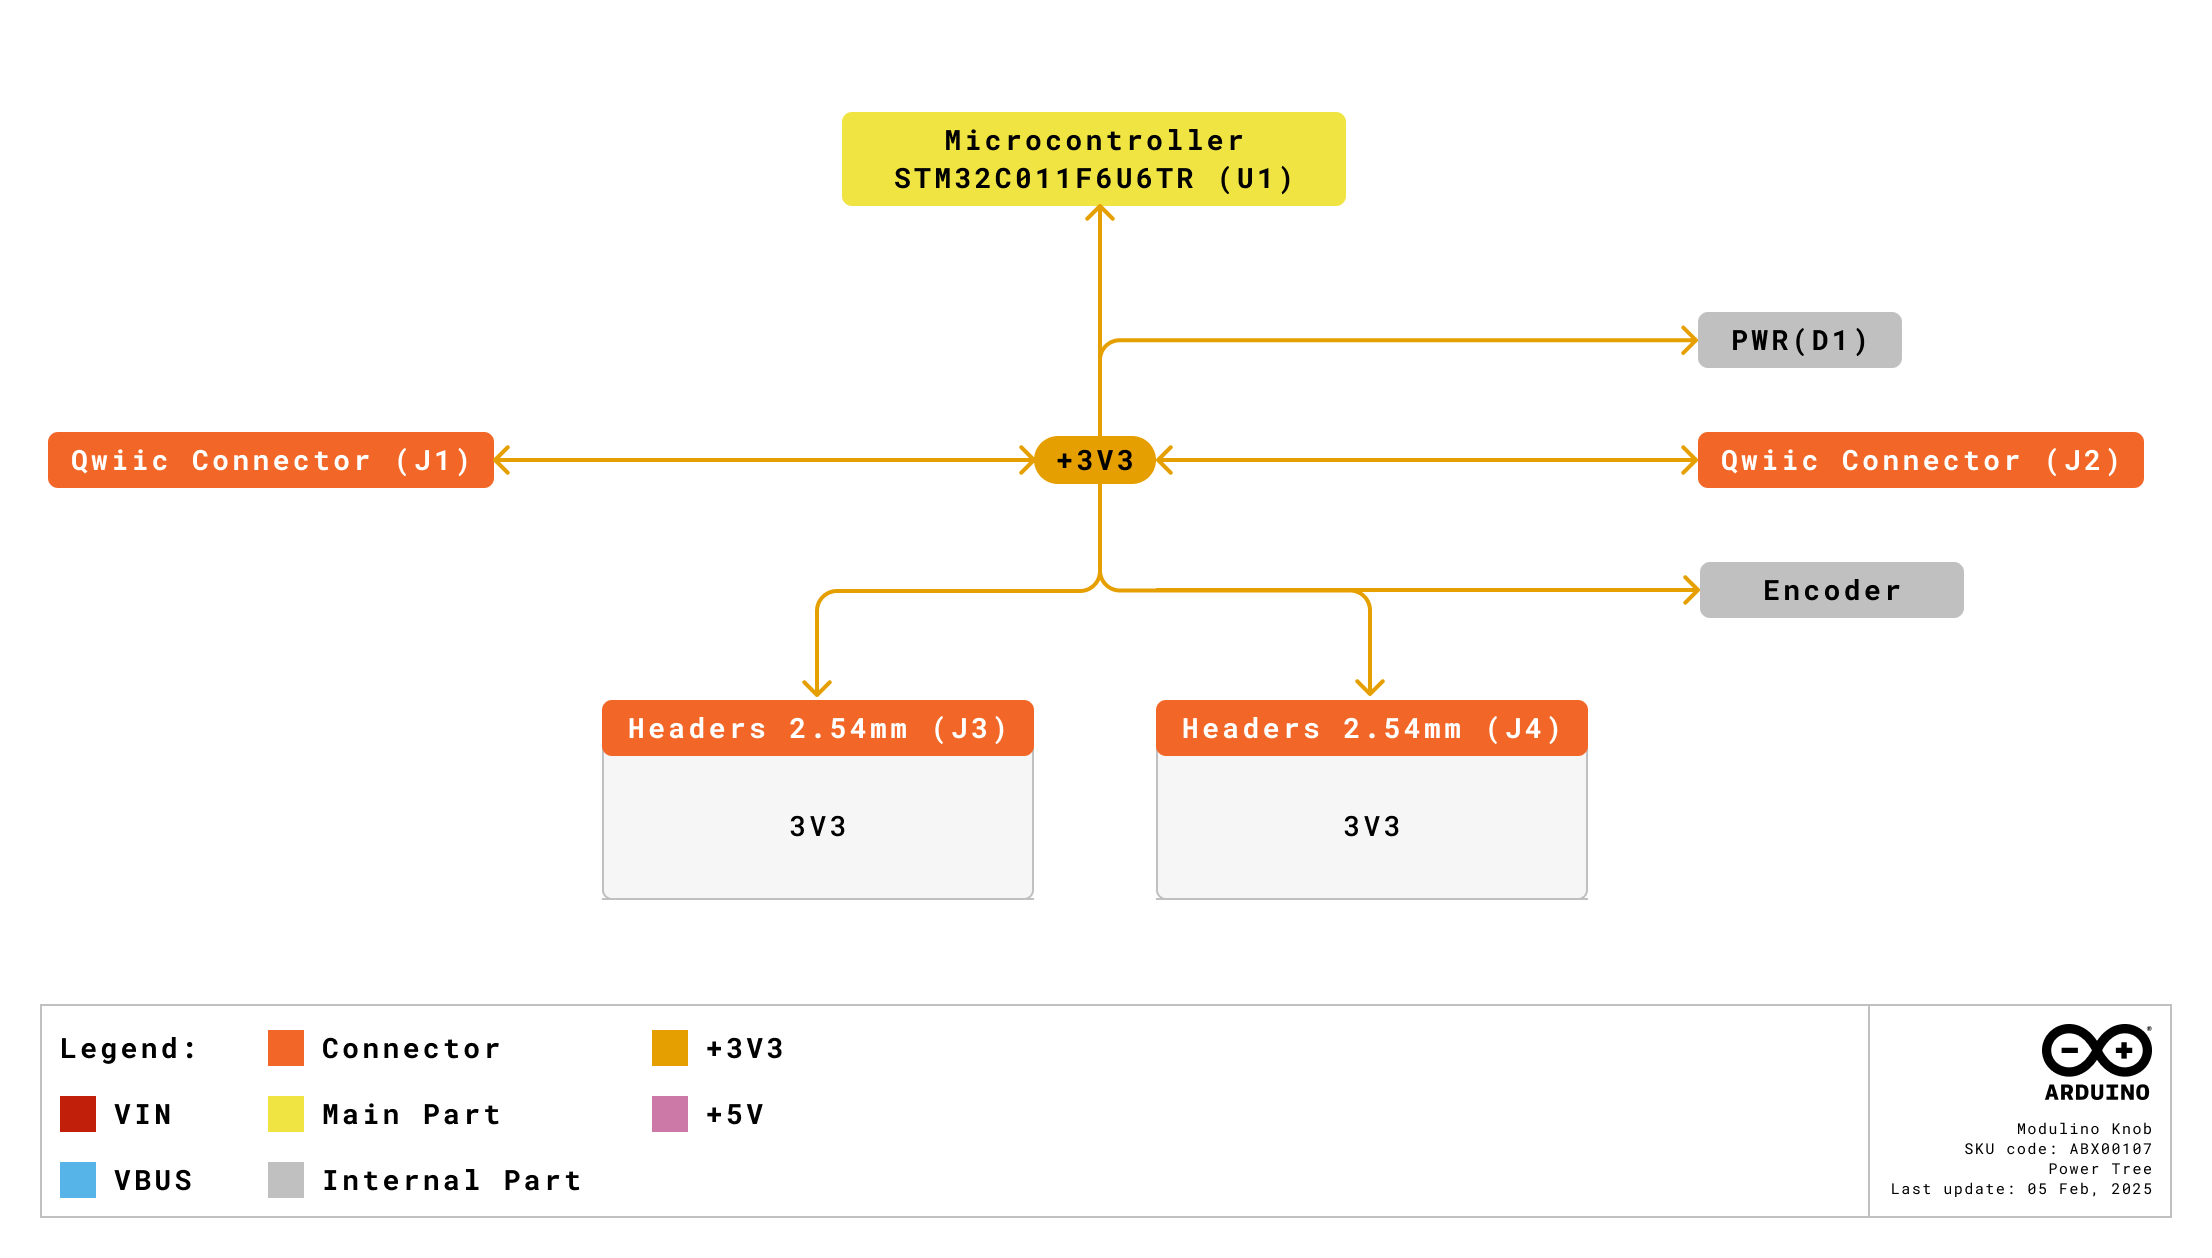 Microcontroller
STM32C011F6U6TR (U1)
PWR(D1)
Qwiic Connector (J1)
+3V3
Qwiic Connector (J2)
Encoder
Headers 2.54mm (J3)
Headers 2.54mm (J4)
3V3
3V3
Legend:
Connector
+3V3
VIN
Main Part
+5V
VBUS
Internal Part
ARDUINO
®
Modulino Knob
SKU code: ABX00107
Power Tree
Last update: 05 Feb, 2025